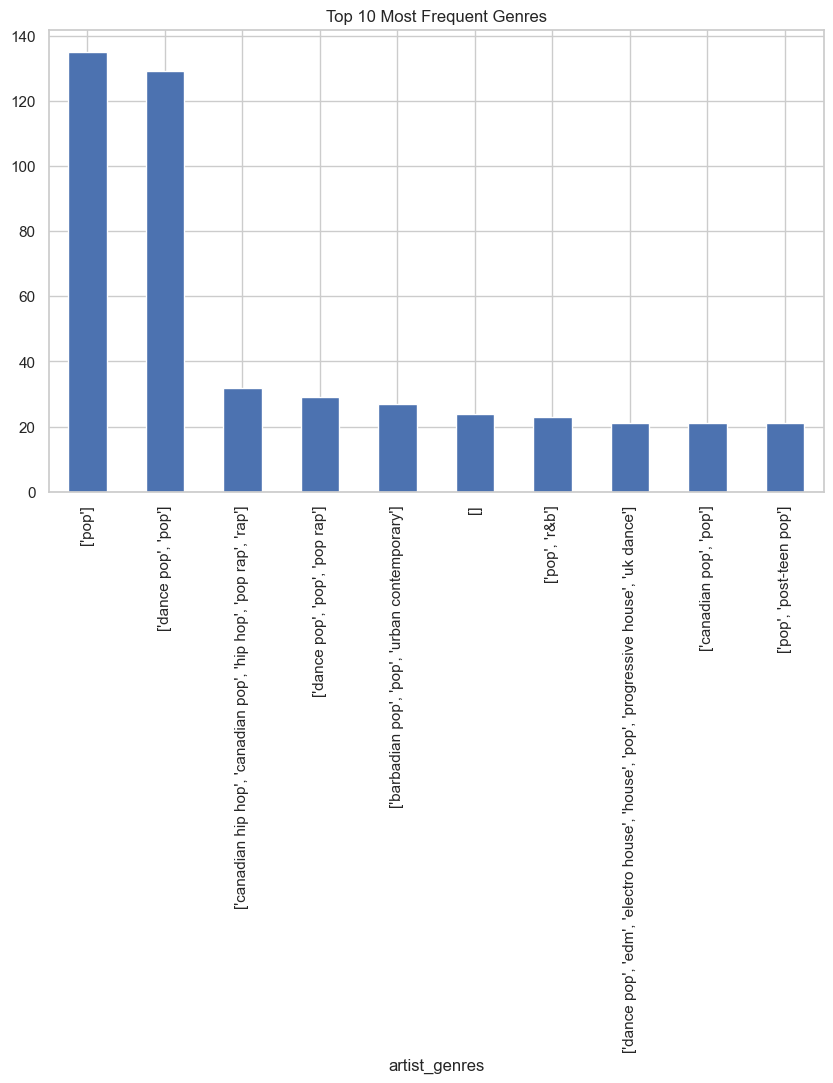 Top 10 Most Frequent Genres
140
120
100
80
60
40
20
0
['pop']
['dance pop', 'pop']
['canadian hip hop', 'canadian pop', 'hip hop', 'pop rap', 'rap']
['dance pop', 'pop', 'pop rap']
['barbadian pop', 'pop', 'urban contemporary']
[]
['pop', 'r&b']
['dance pop', 'edm', 'electro house', 'house', 'pop', 'progressive house', 'uk dance']
['canadian pop', 'pop']
['pop', 'post-teen pop']
artist_genres